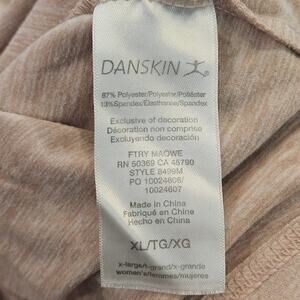 DANSKIN
87% Polyester/Polyester/Poliéster
13%Spandex/Élasthanne/Spandex
Exclusive of decoration
Décoration non comprise
Excluyendo decoración
FTRY MAOWE
RN 50369 CA 45790
STYLE 8499M
PO 10024606/
10024607
Made in China
Fabriqué en Chine
Hecho en China
XL/TG/XG
x-large/t-grand/x-grande
women's/femmes/mujeres